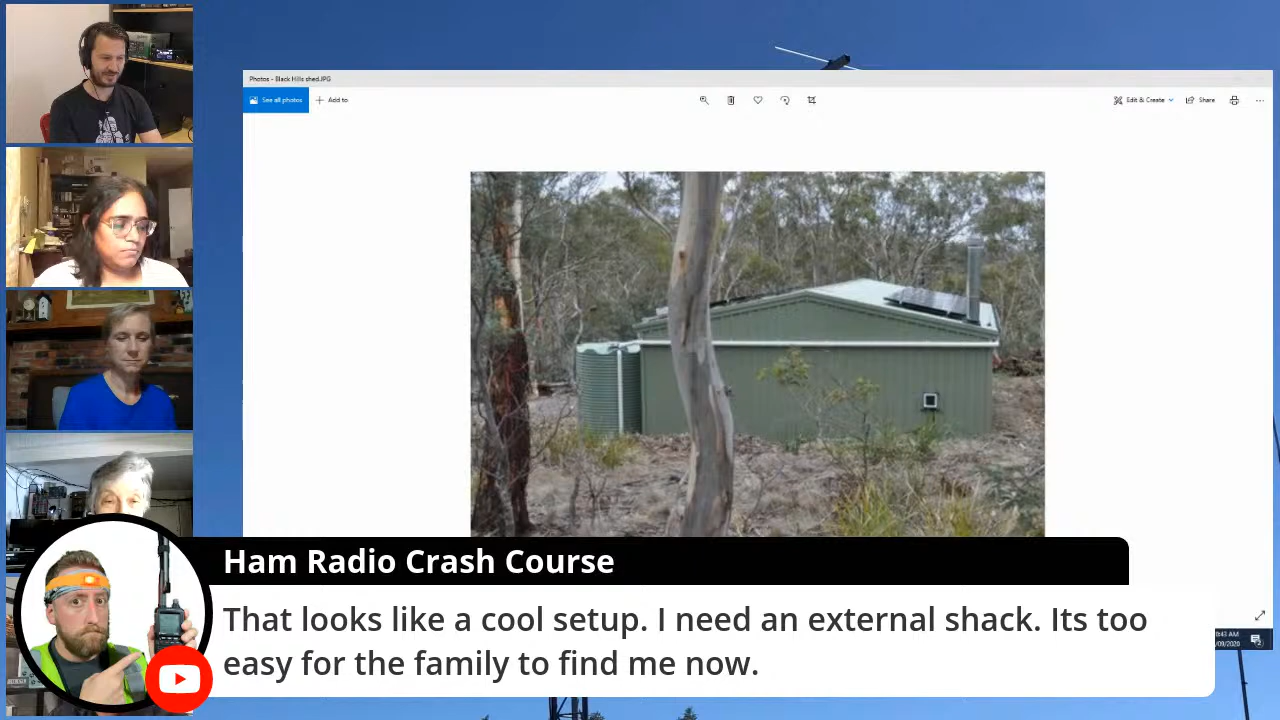 Photos - Black Hills shed.JPG
See all photos
Add to
Edit & Create
Share
Ham Radio Crash Course
That looks like a cool setup. I need an external shack. Its too
easy for the family to find me now.